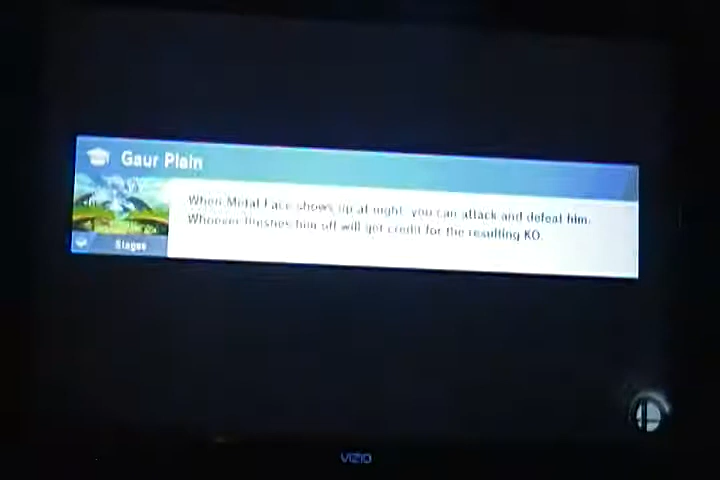 Gaur Plain
When Metal Face shows up at night, you can attack and defeat him.
Whoever finishes him off will get credit for the resulting KO.
Stages
VIZIO